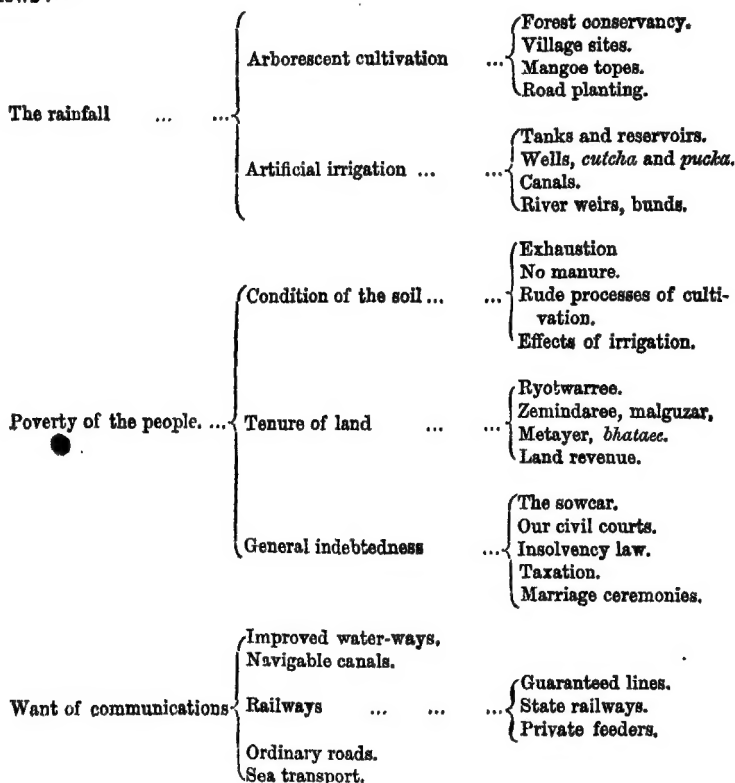 The rainfall ... ...
Arborescent cultivation ...
Forest conservancy.
Village sites.
Mangoe topes.
Road planting.
Artificial irrigation ... ...
Tanks and reservoirs.
Wells, cutcha and pucka.
Canals.
River weirs, bunds.
Poverty of the people. ...
Condition of the soil ... ...
Exhaustion
No manure.
Rude processes of culti-
vation.
Effects of irrigation.
Tenure of land ... ...
Ryotwarree.
Zemindaree, malguzar,
Metayer, bhataee.
Land revenue.
General indebtedness ...
The sowcar.
Our civil courts.
Insolvency law.
Taxation.
Marriage ceremonies.
Want of communications
Improved water-ways.
Navigable canals.
Railways ... ... ...
Guaranteed lines.
State railways.
Private feeders.
Ordinary roads.
Sea transport.